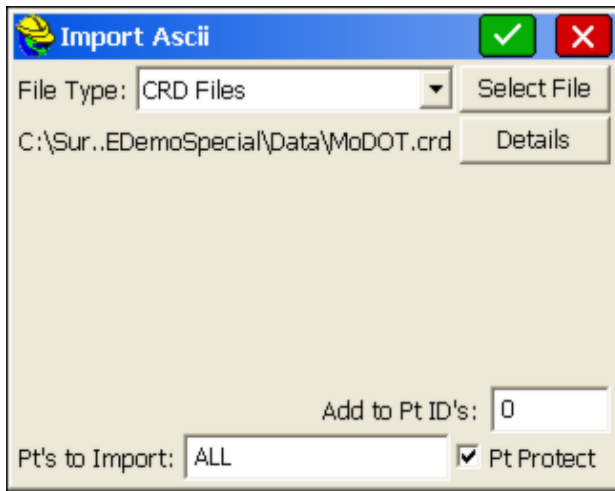 Import Ascii
File Type: CRD Files Select File
C:\Sur..EDemoSpecial\Data\MoDOT.crd Details
Add to Pt ID's: 0
Pt's to Import: ALL Pt Protect